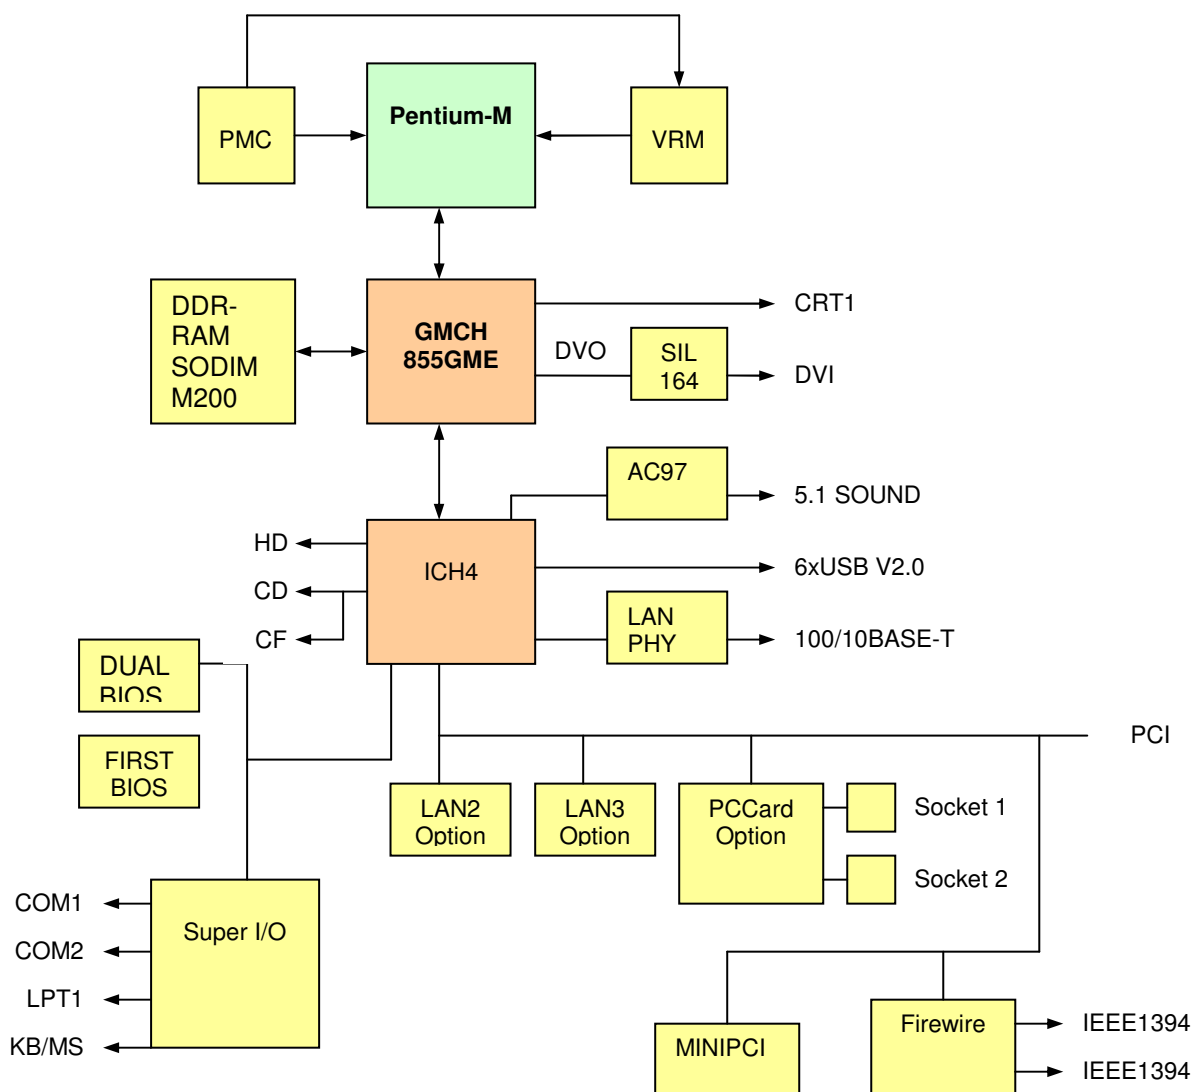 PMC
Pentium-M
VRM
DDR-
RAM
SODIM
M200
GMCH
855GME
CRT1
DVO
SIL
164
DVI
AC97
5.1 SOUND
HD
ICH4
6xUSB V2.0
CD
CF
LAN
PHY
100/10BASE-T
DUAL
BIOS
FIRST
BIOS
PCI
LAN2
Option
LAN3
Option
PCCard
Option
Socket 1
Socket 2
COM1
Super I/O
COM2
LPT1
KB/MS
MINIPCI
Firewire
IEEE1394
IEEE1394